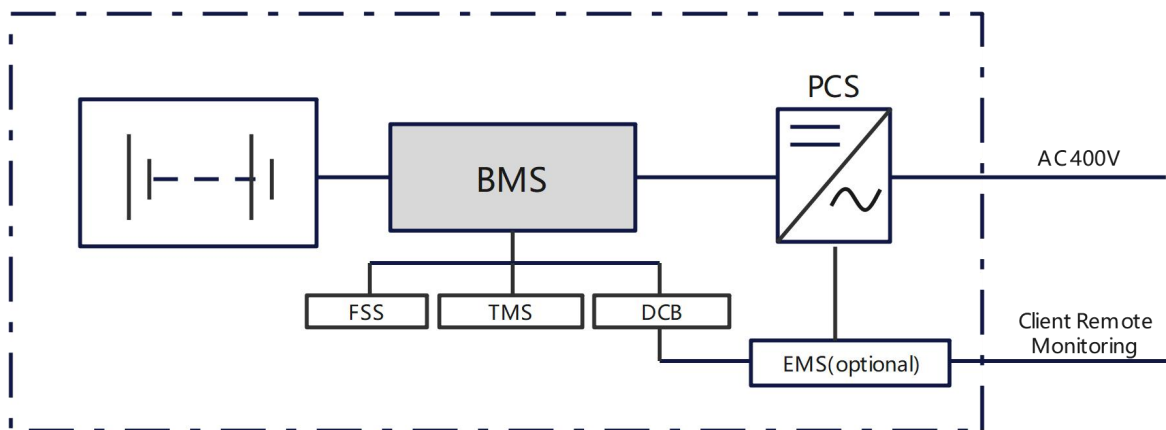 PCS
BMS
AC400V
FSS
TMS
DCB
Client Remote
Monitoring
EMS(optional)